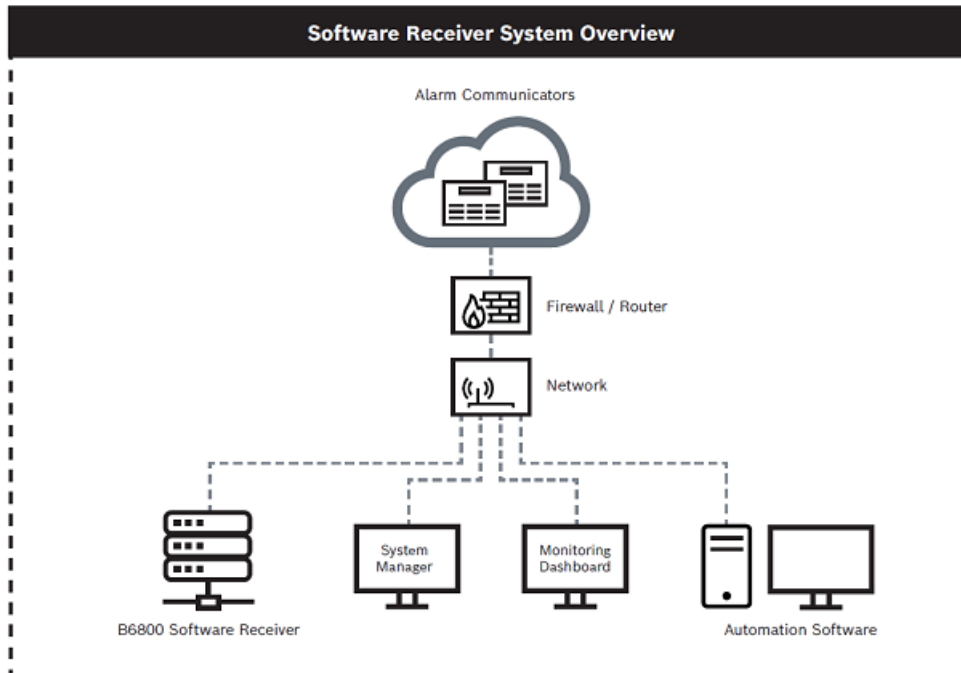 Software Receiver System Overview
Alarm Communicators
Firewall / Router
Network
System
Manager
Monitoring
Dashboard
B6800 Software Receiver
Automation Software